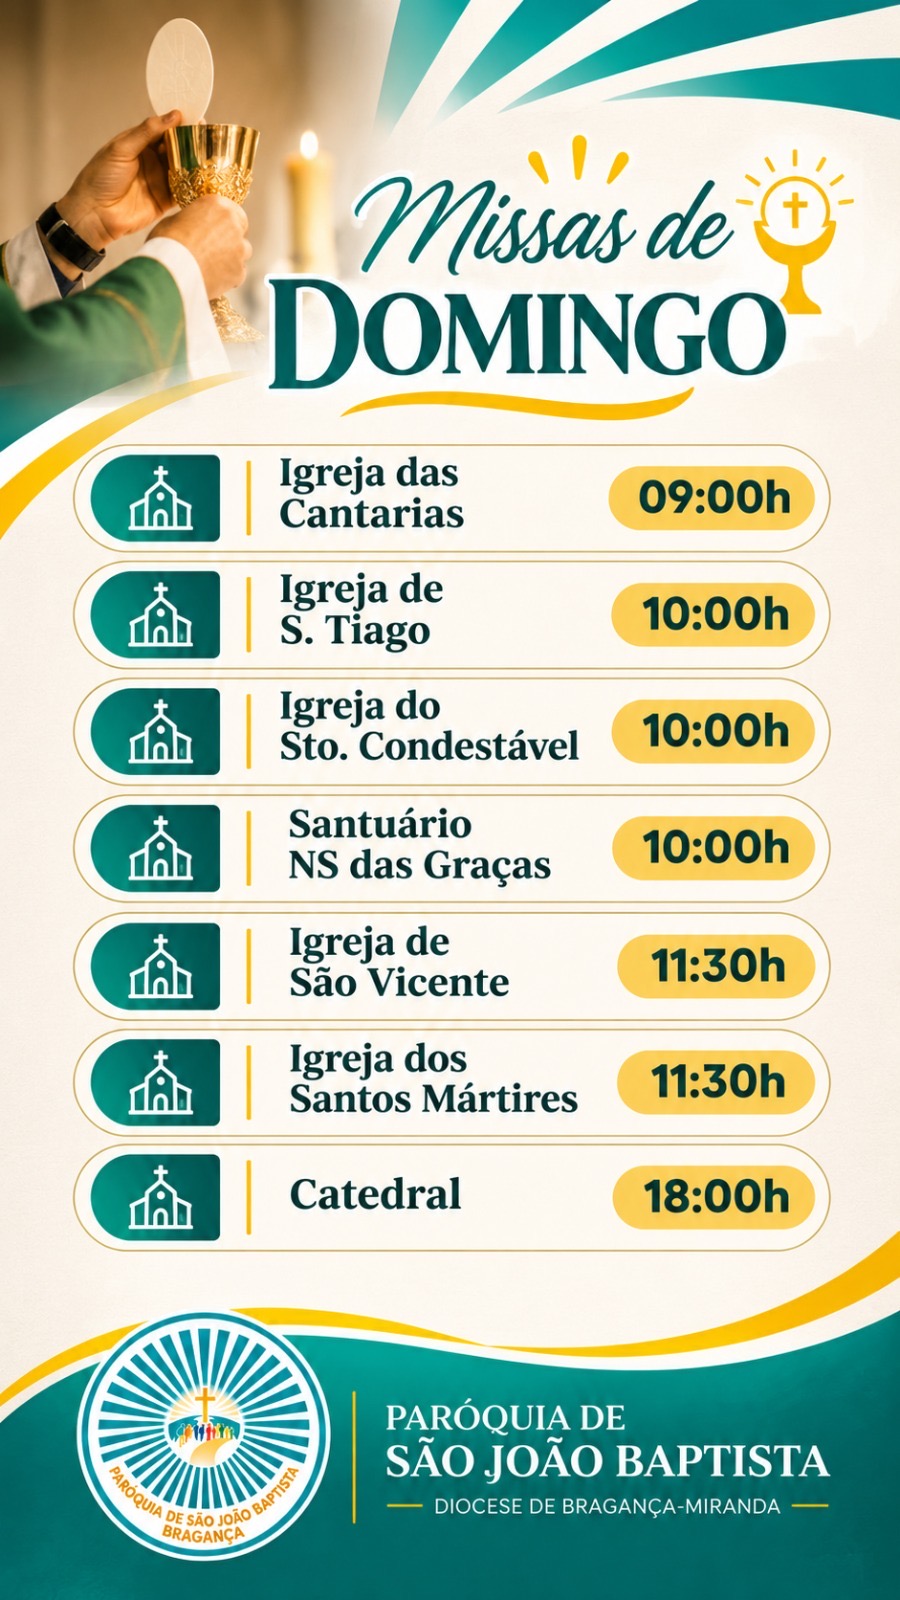 Missas de
DOMINGO
Igreja das
Cantarias
09:00h
Igreja de
S. Tiago
10:00h
Igreja do
Sto. Condestável
10:00h
Santuário
NS das Graças
10:00h
Igreja de
São Vicente
11:30h
Igreja dos
Santos Mártires
11:30h
Catedral
18:00h
PARÓQUIA DE SÃO JOÃO BAPTISTA
BRAGANÇA
PARÓQUIA DE
SÃO JOÃO BAPTISTA
DIOCESE DE BRAGANÇA-MIRANDA